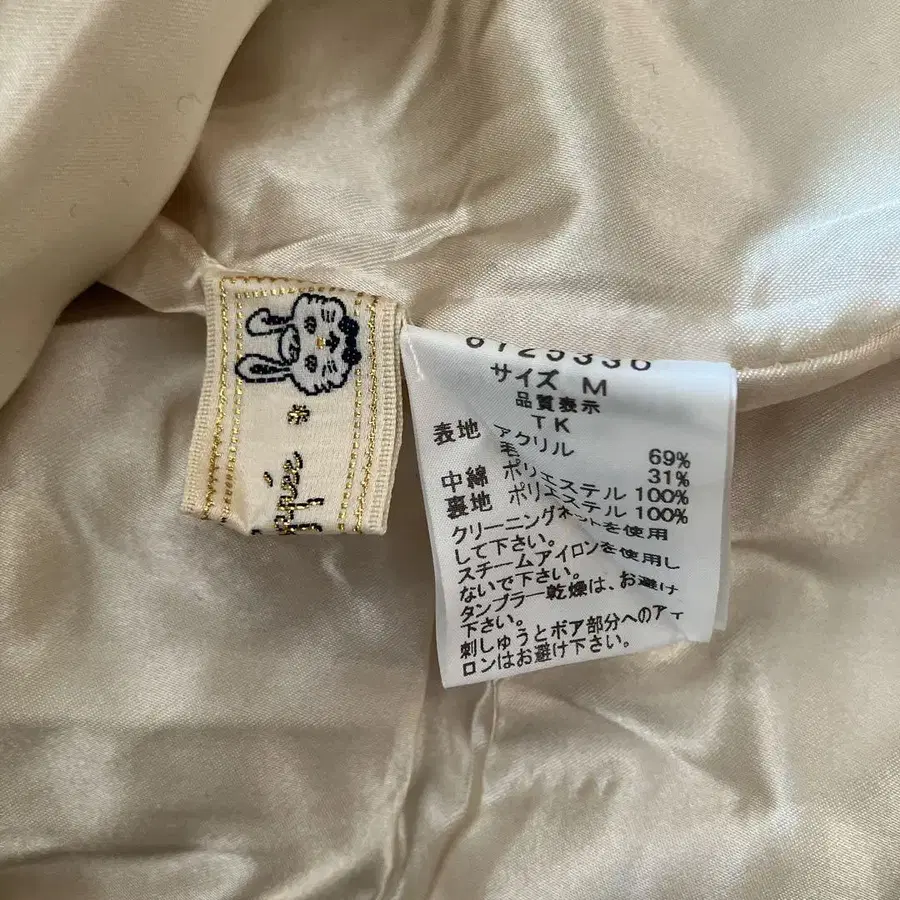 6725336
サイズ M
品質表示
TK
表地 アクリル 69%
毛 31%
中綿 ポリエステル 100%
裏地 ポリエステル 100%
クリーニングネットを使用
して下さい。
スチームアイロンを使用し
ないで下さい。
タンブラー乾燥は、お避け
下さい。
刺しゅうとボア部分へのアイ
ロンはお避け下さい。